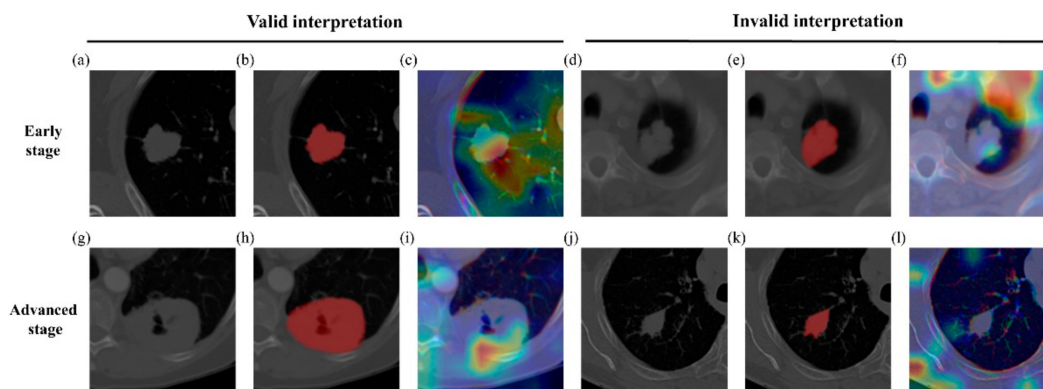 Valid interpretation Invalid interpretation
(a) (b) (c) (d) (e) (f)
Early
stage
(g) (h) (i) (j) (k) (l)
Advanced
stage